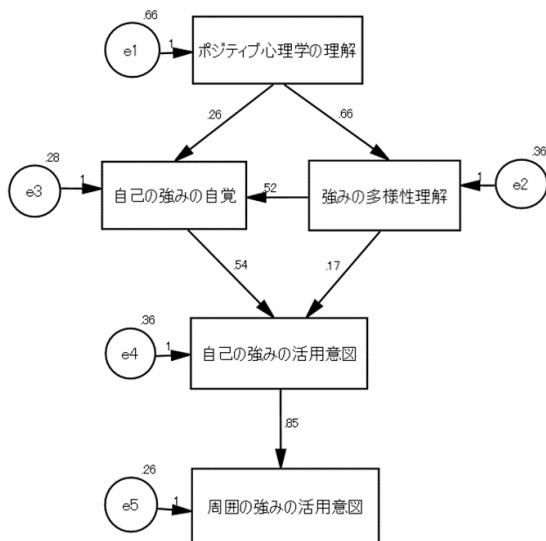 .66
e1
1
ポジティブ心理学の理解
.26
.66
.28
e3
1
自己の強みの自覚
.52
強みの多様性理解
1
.36
e2
.54
.17
.36
e4
1
自己の強みの活用意図
.85
.26
e5
1
周囲の強みの活用意図